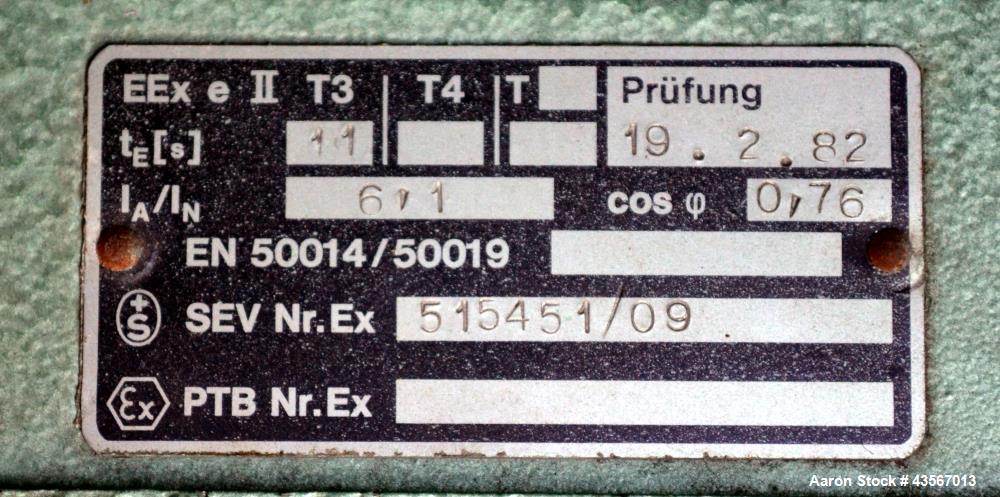 EEx e II T3 T4 T Prüfung
tE[s] 11 19.2.82
IA/IN 6,1 cos φ 0,76
EN 50014/50019
+S SEV Nr.Ex 515451/09
Ex PTB Nr.Ex
Aaron Stock # 43567013